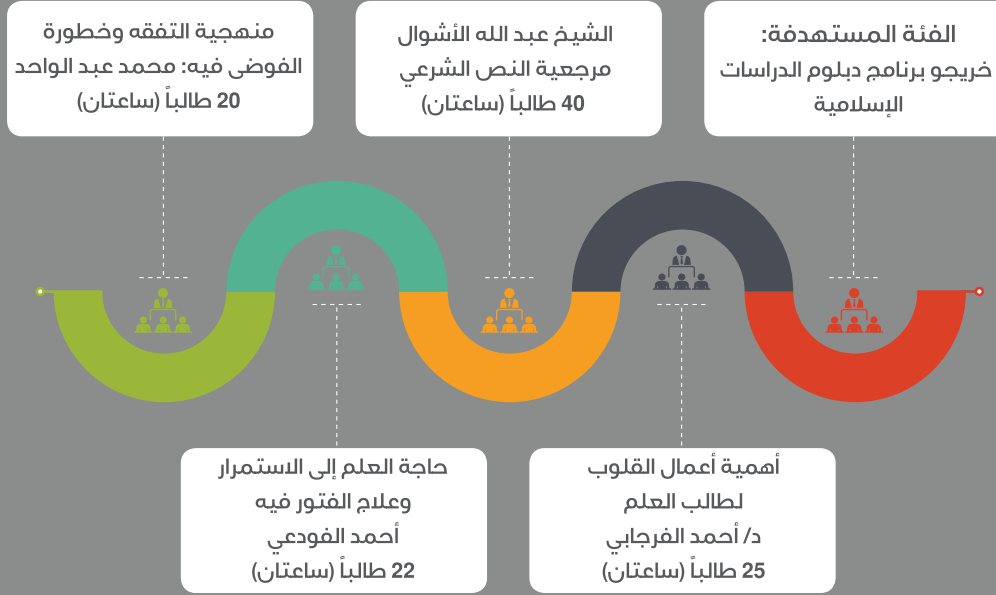 الفئة المستهدفة:
خريجو برنامج دبلوم الدراسات
الإسلامية
أهمية أعمال القلوب
لطالب العلم
د/ أحمد الفرجابي
25 طالباً (ساعتان)
الشيخ عبد الله الأشوال
مرجعية النص الشرعي
40 طالباً (ساعتان)
حاجة العلم إلى الاستمرار
وعلاج الفتور فيه
أحمد الفودعي
22 طالباً (ساعتان)
منهجية التفقه وخطورة
الفوضى فيه: محمد عبد الواحد
20 طالباً (ساعتان)